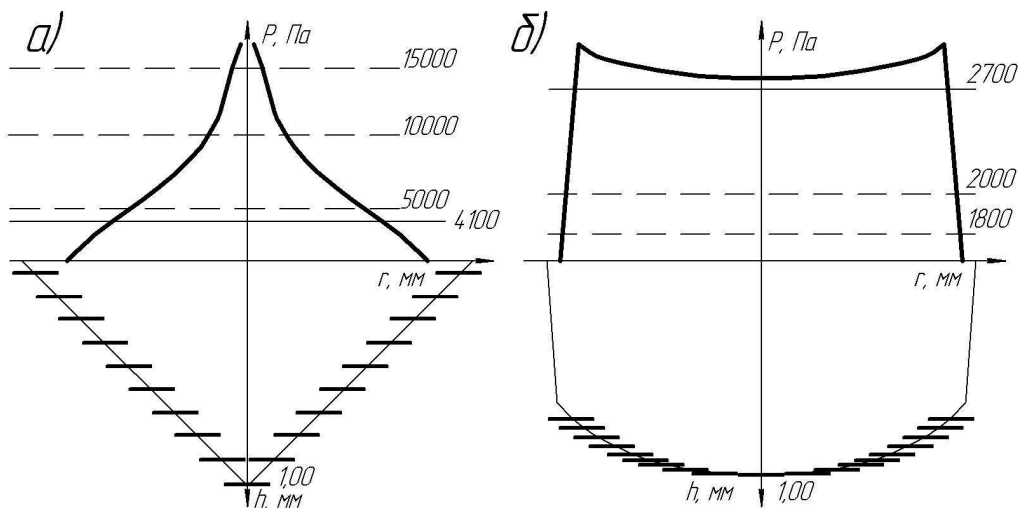 а)
P, Па
15000
10000
5000
4100
r, мм
1,00
h, мм
б)
P, Па
2700
2000
1800
r, мм
h, мм
1,00